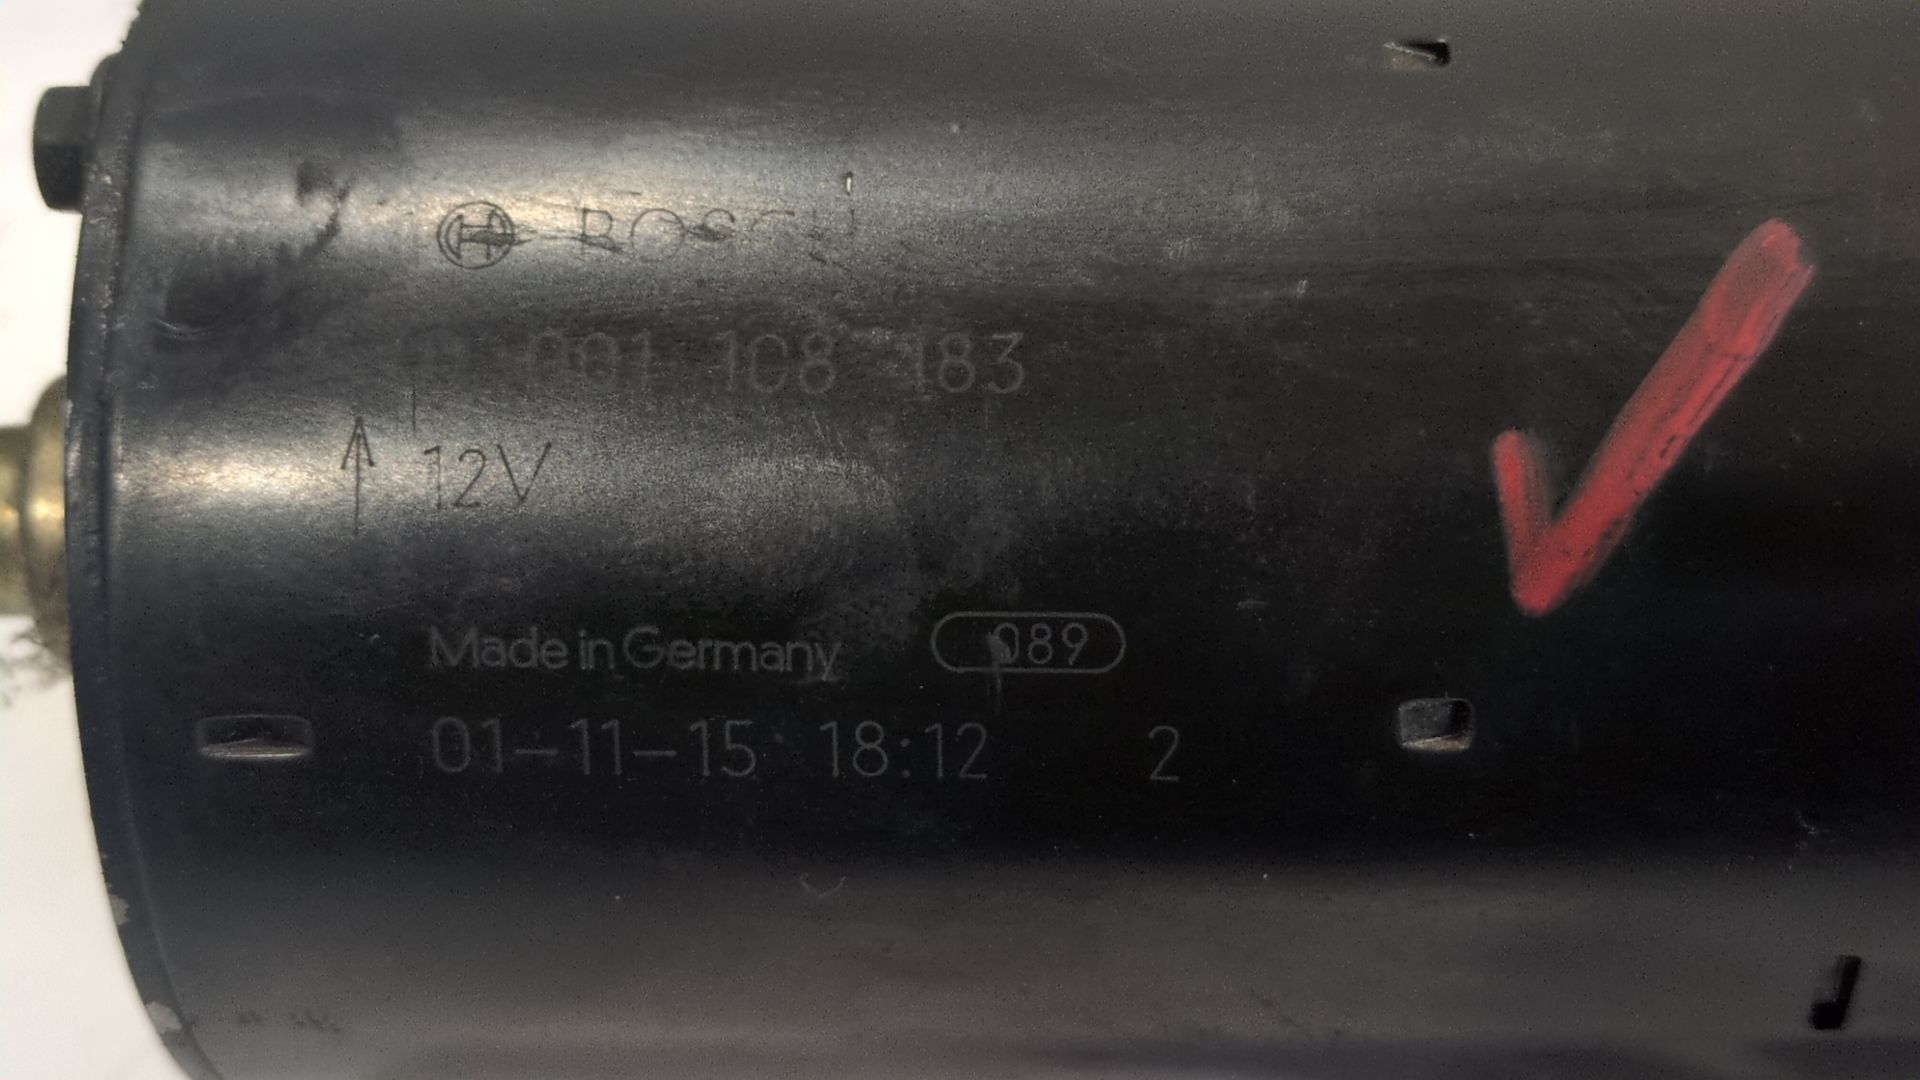 BOSCH
001 108 183
12V
Made in Germany 089
01-11-15 18:12 2